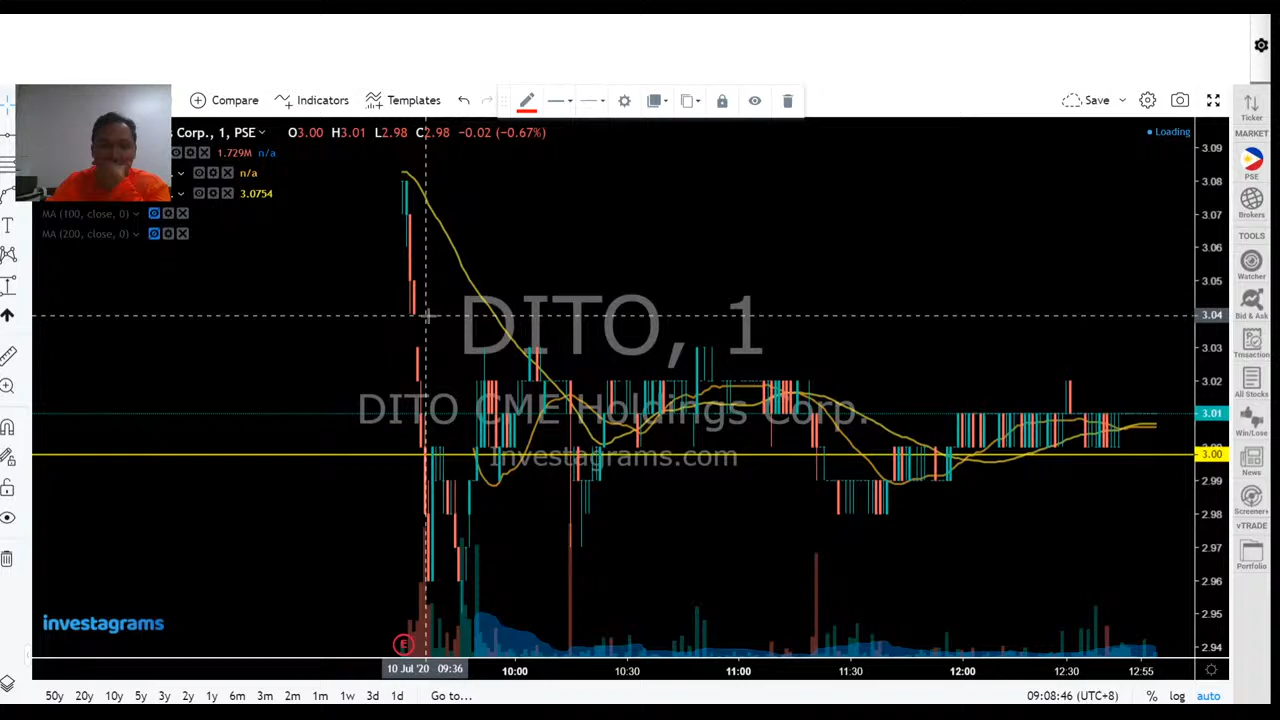 Compare
Indicators
Templates
Save
s Corp., 1, PSE
O3.00 H3.01 L2.98 C2.98 −0.02 (−0.67%)
1.729M n/a
n/a
3.0754
MA (100, close, 0)
MA (200, close, 0)
Loading
DITO, 1
DITO CME Holdings Corp.
Investagrams.com
investagrams
E
3.09
3.08
3.07
3.06
3.05
3.04
3.03
3.02
3.01
3.00
2.99
2.98
2.97
2.96
2.95
2.94
10 Jul '20 09:36
10:00
10:30
11:00
11:30
12:00
12:30
12:55
50y 20y 10y 5y 3y 2y 1y 6m 3m 2m 1m 1w 3d 1d Go to...
09:08:46 (UTC+8)
% log auto
Ticker
MARKET
PSE
Brokers
TOOLS
Watcher
Bid & Ask
Trnsaction
All Stocks
Win/Lose
News
Screener+
vTRADE
Portfolio